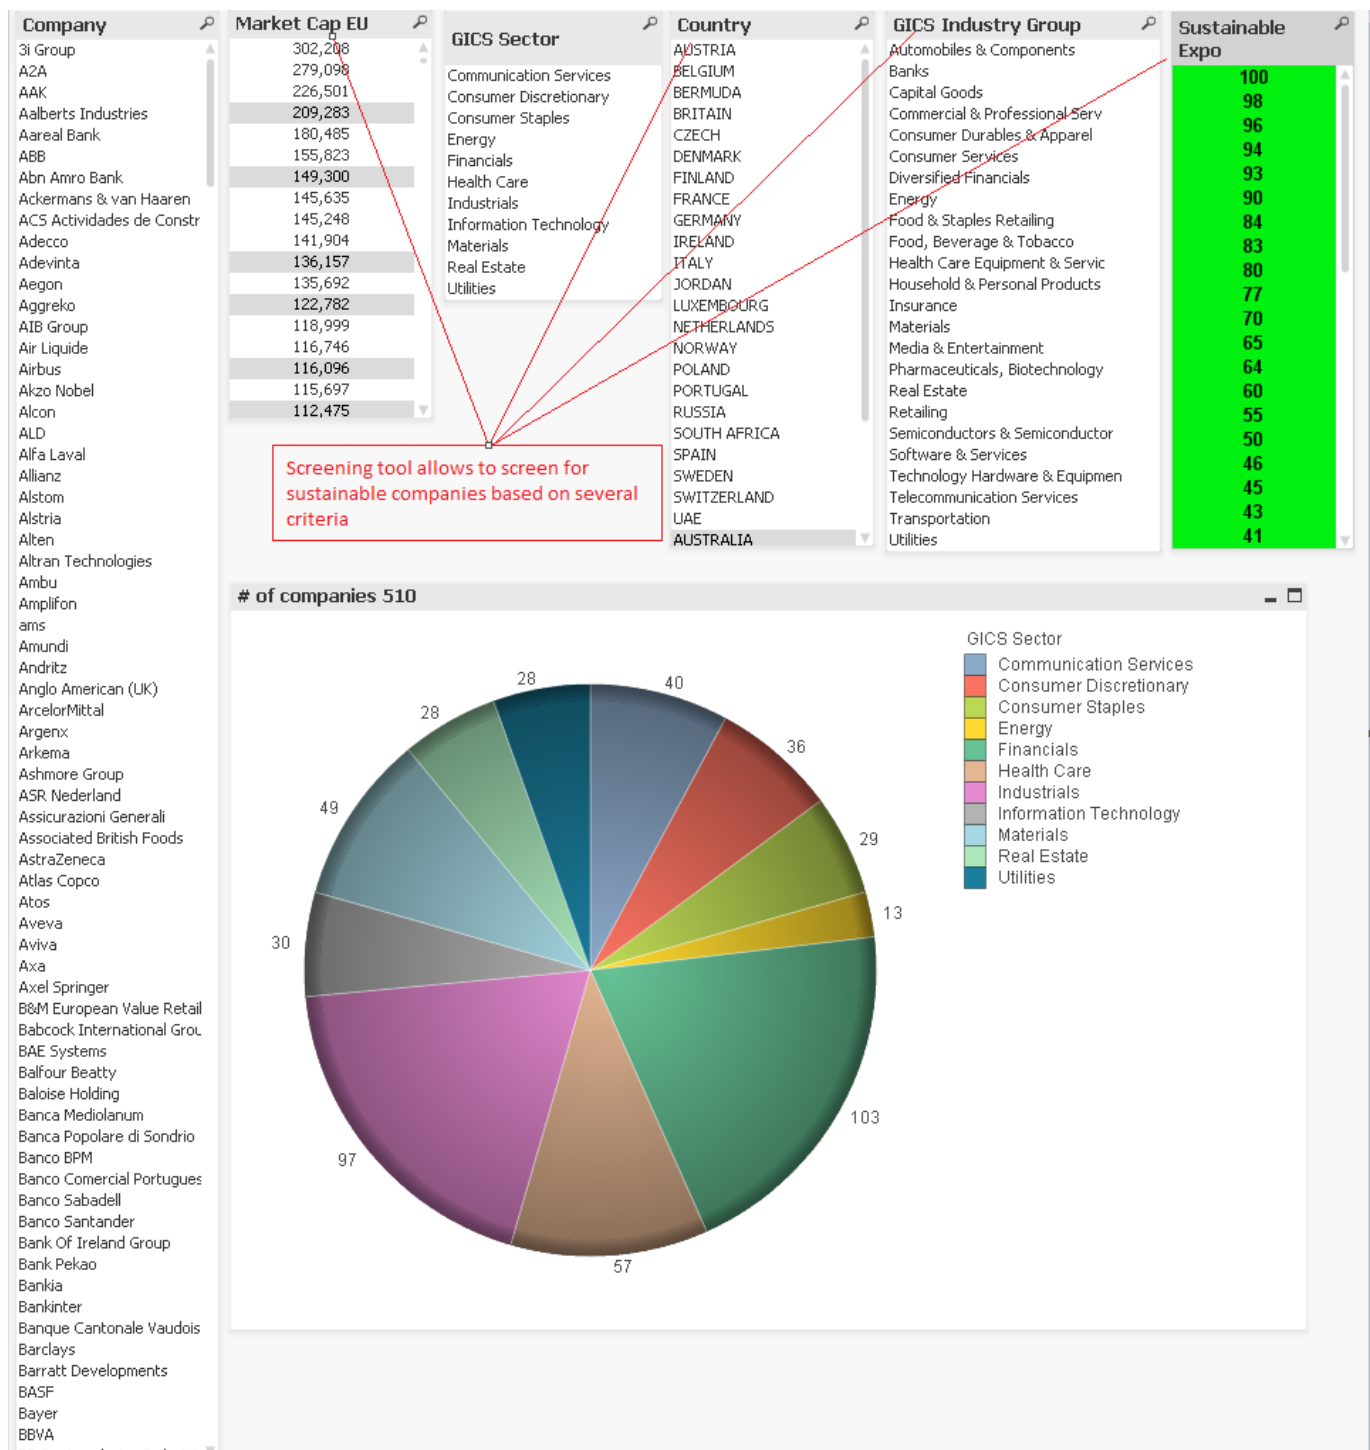 Company
3i Group
A2A
AAK
Aalberts Industries
Aareal Bank
ABB
Abn Amro Bank
Ackermans & van Haaren
ACS Actividades de Constr
Adecco
Adevinta
Aegon
Aggreko
AIB Group
Air Liquide
Airbus
Akzo Nobel
Alcon
ALD
Alfa Laval
Allianz
Alstom
Alstria
Alten
Altran Technologies
Ambu
Amplifon
ams
Amundi
Andritz
Anglo American (UK)
ArcelorMittal
Argenx
Arkema
Ashmore Group
ASR Nederland
Assicurazioni Generali
Associated British Foods
AstraZeneca
Atlas Copco
Atos
Aveva
Aviva
Axa
Axel Springer
B&M European Value Retail
Babcock International Grou
BAE Systems
Balfour Beatty
Baloise Holding
Banca Mediolanum
Banca Popolare di Sondrio
Banco BPM
Banco Comercial Portugues
Banco Sabadell
Banco Santander
Bank Of Ireland Group
Bank Pekao
Bankia
Bankinter
Banque Cantonale Vaudois
Barclays
Barratt Developments
BASF
Bayer
BBVA
Market Cap EU
302,208
279,098
226,501
209,283
180,485
155,823
149,300
145,635
145,248
141,904
136,157
135,692
122,782
118,999
116,746
116,096
115,697
112,475
GICS Sector
Communication Services
Consumer Discretionary
Consumer Staples
Energy
Financials
Health Care
Industrials
Information Technology
Materials
Real Estate
Utilities
Country
AUSTRIA
BELGIUM
BERMUDA
BRITAIN
CZECH
DENMARK
FINLAND
FRANCE
GERMANY
IRELAND
ITALY
JORDAN
LUXEMBOURG
NETHERLANDS
NORWAY
POLAND
PORTUGAL
RUSSIA
SOUTH AFRICA
SPAIN
SWEDEN
SWITZERLAND
UAE
AUSTRALIA
GICS Industry Group
Automobiles & Components
Banks
Capital Goods
Commercial & Professional Serv
Consumer Durables & Apparel
Consumer Services
Diversified Financials
Energy
Food & Staples Retailing
Food, Beverage & Tobacco
Health Care Equipment & Servic
Household & Personal Products
Insurance
Materials
Media & Entertainment
Pharmaceuticals, Biotechnology
Real Estate
Retailing
Semiconductors & Semiconductor
Software & Services
Technology Hardware & Equipmen
Telecommunication Services
Transportation
Utilities
Sustainable
Expo
100
98
96
94
93
90
84
83
80
77
70
65
64
60
55
50
46
45
43
41
Screening tool allows to screen for
sustainable companies based on several
criteria
# of companies 510
40
36
29
13
103
57
97
30
49
28
28
GICS Sector
Communication Services
Consumer Discretionary
Consumer Staples
Energy
Financials
Health Care
Industrials
Information Technology
Materials
Real Estate
Utilities